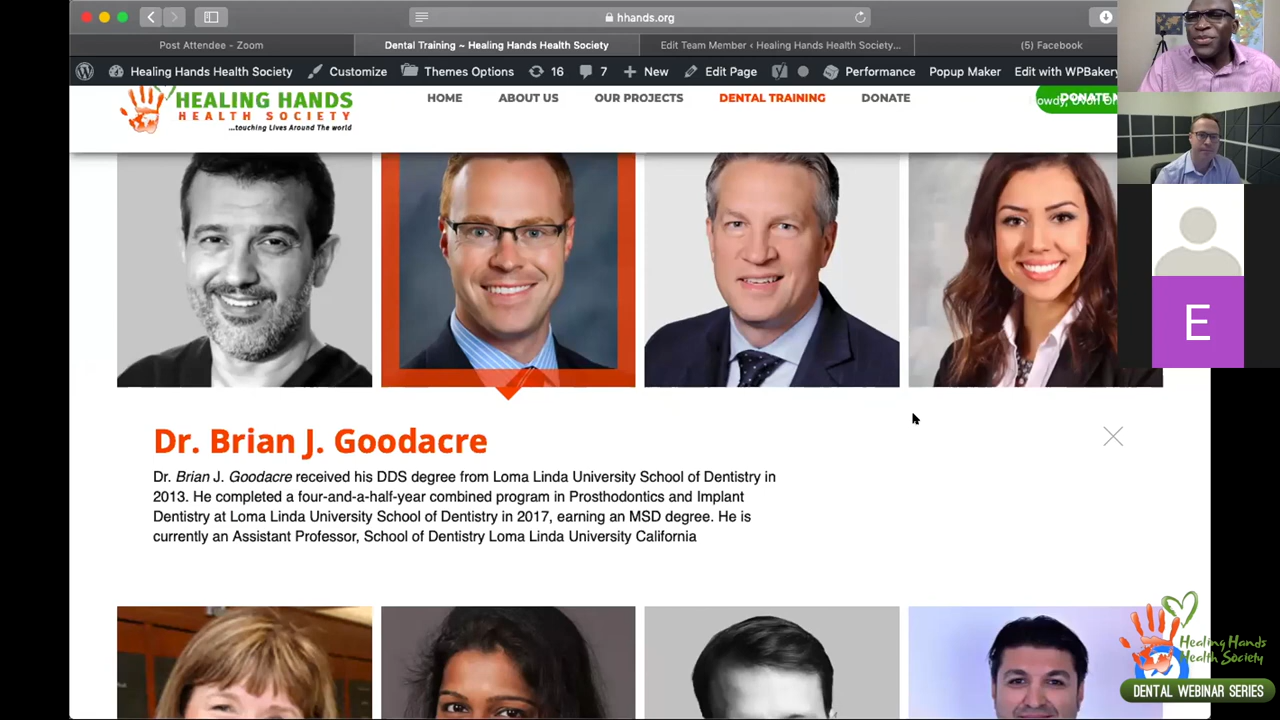 hhands.org
Post Attendee - Zoom
Dental Training ~ Healing Hands Health Society
Edit Team Member ‹ Healing Hands Health Society...
(5) Facebook
Healing Hands Health Society
Customize
Themes Options
16
7
New
Edit Page
Performance
Popup Maker
Edit with WPBakery
HEALING HANDS
HEALTH SOCIETY
...touching Lives Around The world
HOME
ABOUT US
OUR PROJECTS
DENTAL TRAINING
DONATE
DONATE N
Dr. Brian J. Goodacre
Dr. Brian J. Goodacre received his DDS degree from Loma Linda University School of Dentistry in
2013. He completed a four-and-a-half-year combined program in Prosthodontics and Implant
Dentistry at Loma Linda University School of Dentistry in 2017, earning an MSD degree. He is
currently an Assistant Professor, School of Dentistry Loma Linda University California
E
Healing Hands
Health Society
DENTAL WEBINAR SERIES